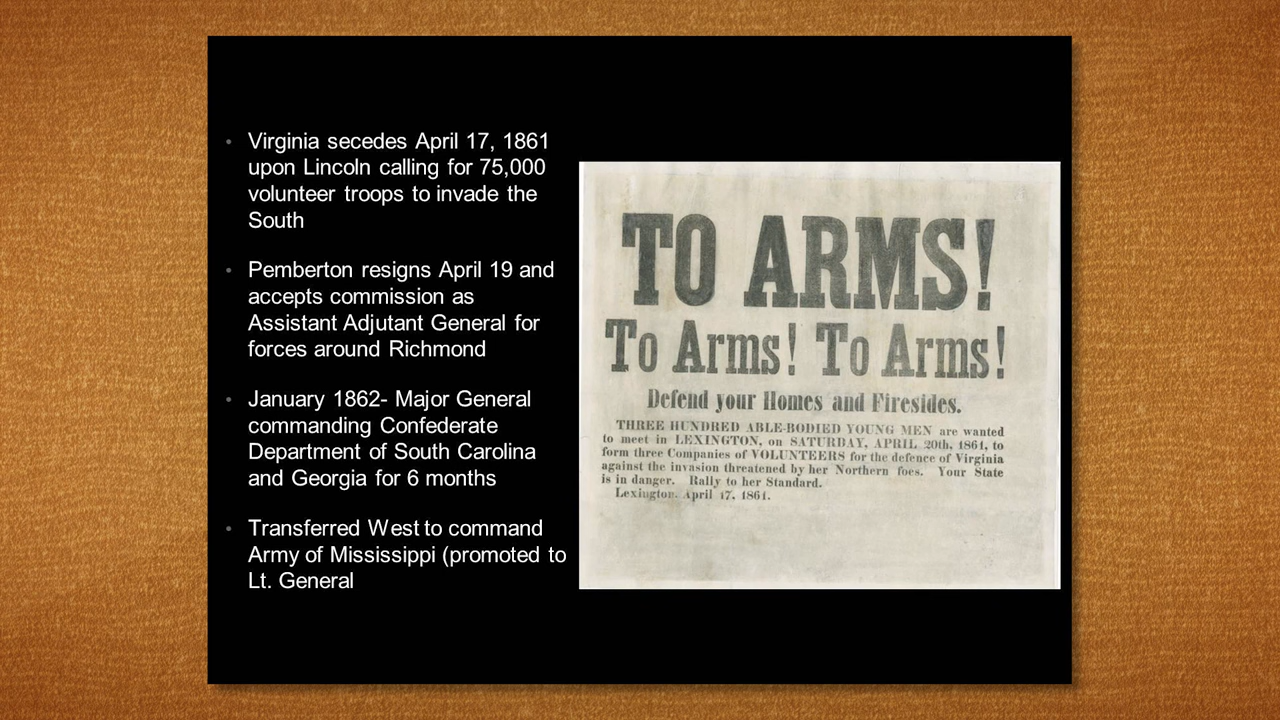 • Virginia secedes April 17, 1861
upon Lincoln calling for 75,000
volunteer troops to invade the
South
• Pemberton resigns April 19 and
accepts commission as
Assistant Adjutant General for
forces around Richmond
• January 1862- Major General
commanding Confederate
Department of South Carolina
and Georgia for 6 months
• Transferred West to command
Army of Mississippi (promoted to
Lt. General
TO ARMS!
To Arms! To Arms!
Defend your Homes and Firesides.
THREE HUNDRED ABLE-BODIED YOUNG MEN are wanted
to meet in LEXINGTON, on SATURDAY, APRIL 20th, 1861, to
form three Companies of VOLUNTEERS for the defence of Virginia
against the invasion threatened by her Northern foes. Your State
is in danger. Rally to her Standard.
Lexington, April 17, 1861.